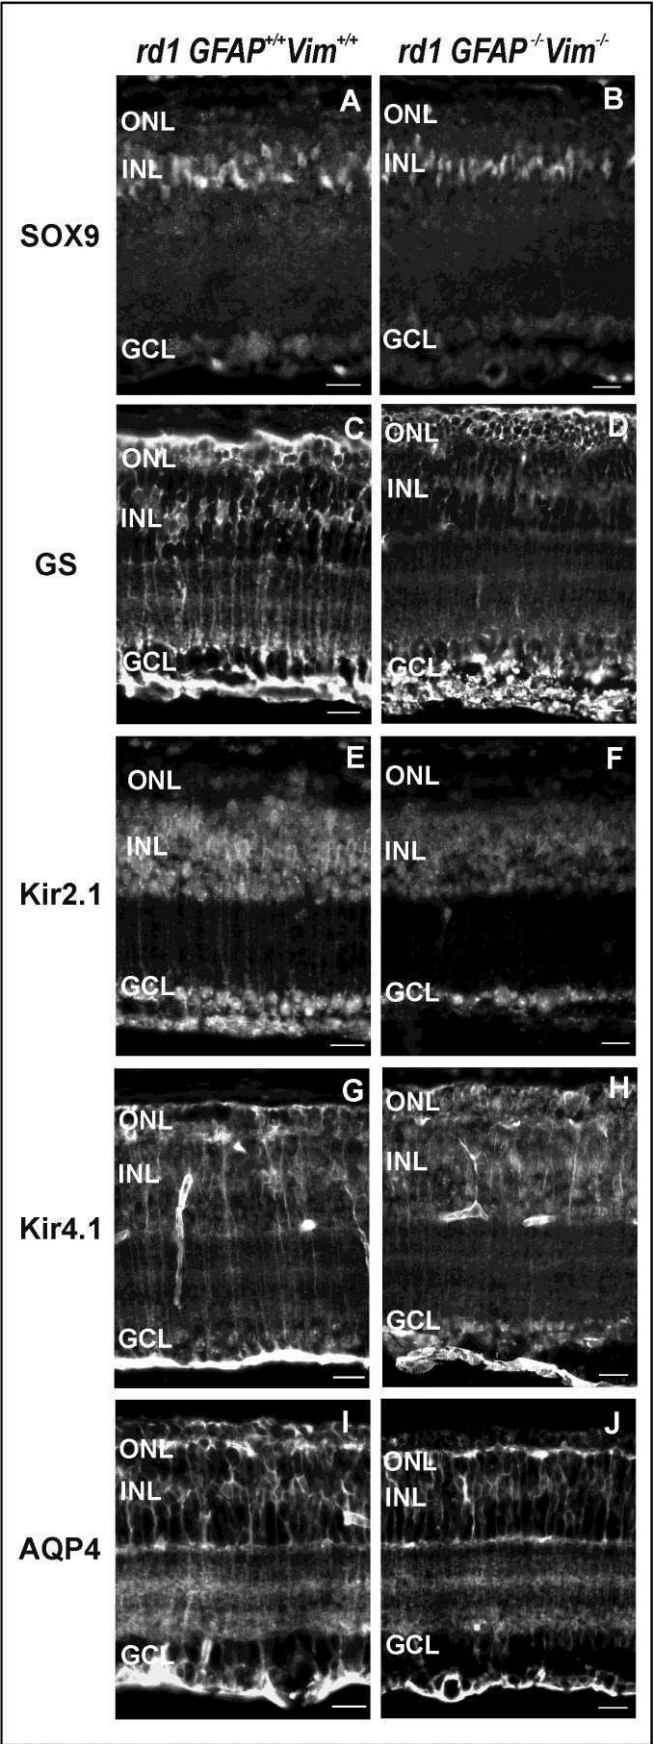 rd1 GFAP⁺/⁺Vim⁺/⁺ rd1 GFAP⁻/⁻Vim⁻/⁻
A B
ONL ONL
INL INL
SOX9
GCL GCL
C D
ONL ONL
INL INL
GS
GCL GCL
E F
ONL ONL
INL INL
Kir2.1
GCL GCL
G H
ONL ONL
INL INL
Kir4.1
GCL GCL
I J
ONL ONL
INL INL
AQP4
GCL GCL